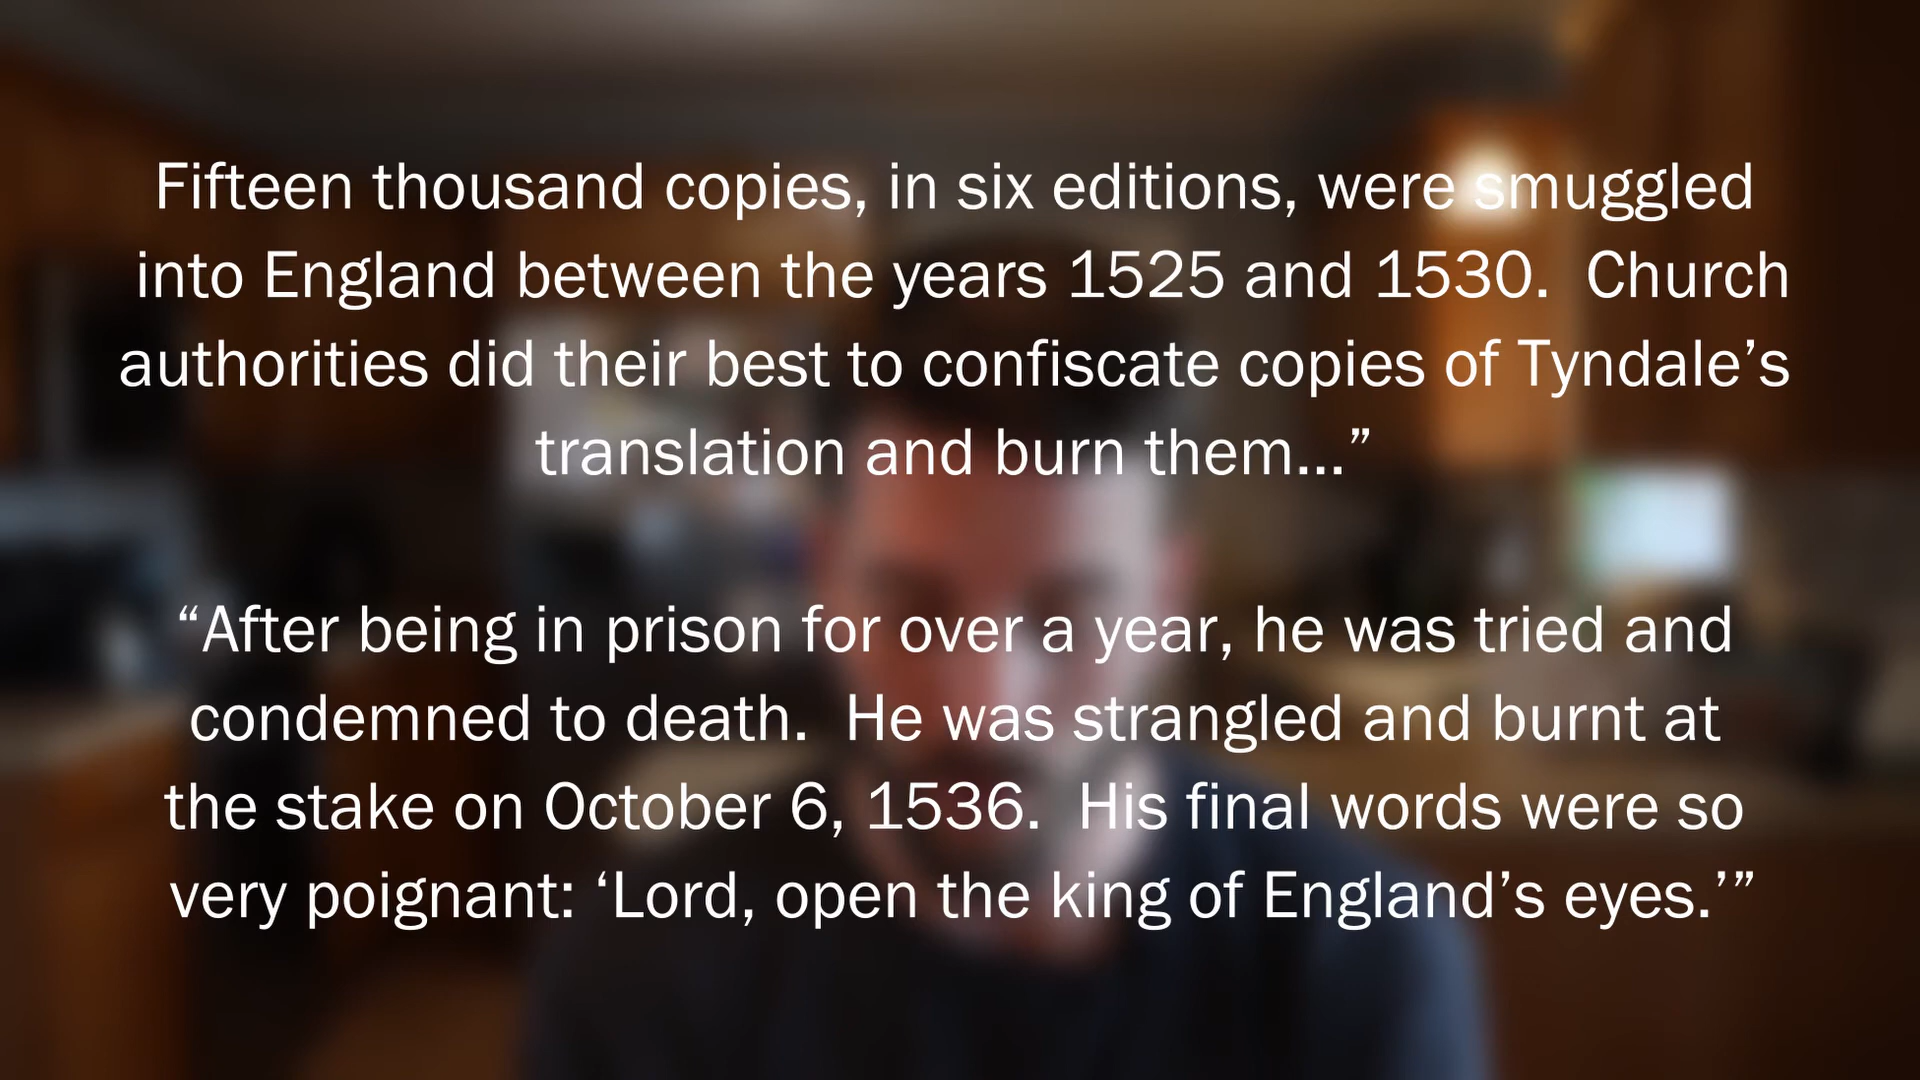 Fifteen thousand copies, in six editions, were smuggled
into England between the years 1525 and 1530.  Church
authorities did their best to confiscate copies of Tyndale’s
translation and burn them...”
“After being in prison for over a year, he was tried and
condemned to death.  He was strangled and burnt at
the stake on October 6, 1536.  His final words were so
very poignant: ‘Lord, open the king of England’s eyes.’”